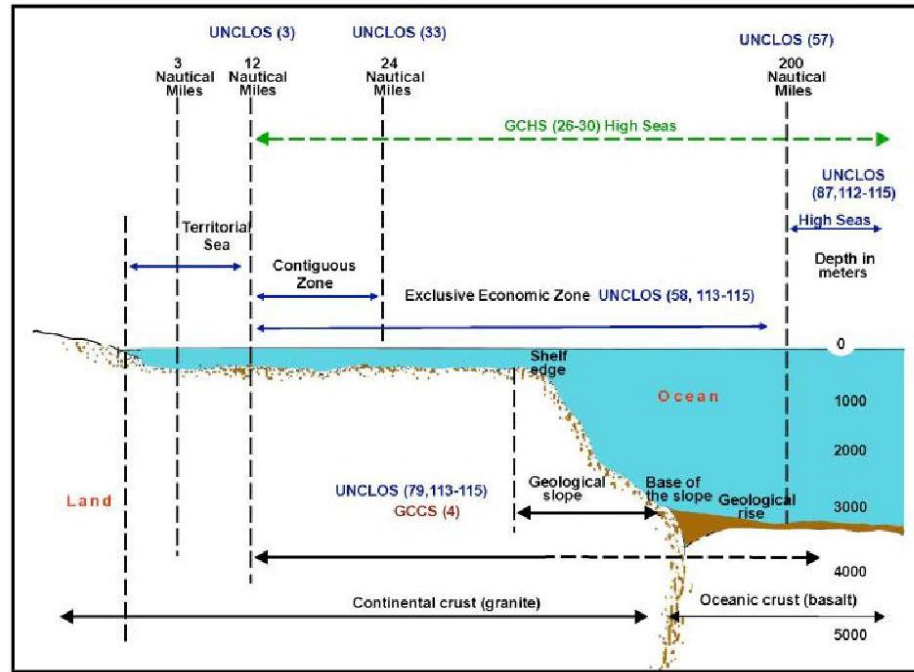 UNCLOS (3)
UNCLOS (33)
UNCLOS (57)
3
Nautical
Miles
12
Nautical
Miles
24
Nautical
Miles
200
Nautical
Miles
GCHS (26-30) High Seas
UNCLOS
(87,112-115)
High Seas
Territorial
Sea
Contiguous
Zone
Depth in
meters
Exclusive Economic Zone UNCLOS (58, 113-115)
0
Shelf
edge
Ocean
1000
2000
3000
4000
5000
Land
UNCLOS (79,113-115)
GCCS (4)
Geological
slope
Base of
the slope
Geological
rise
Continental crust (granite)
Oceanic crust (basalt)